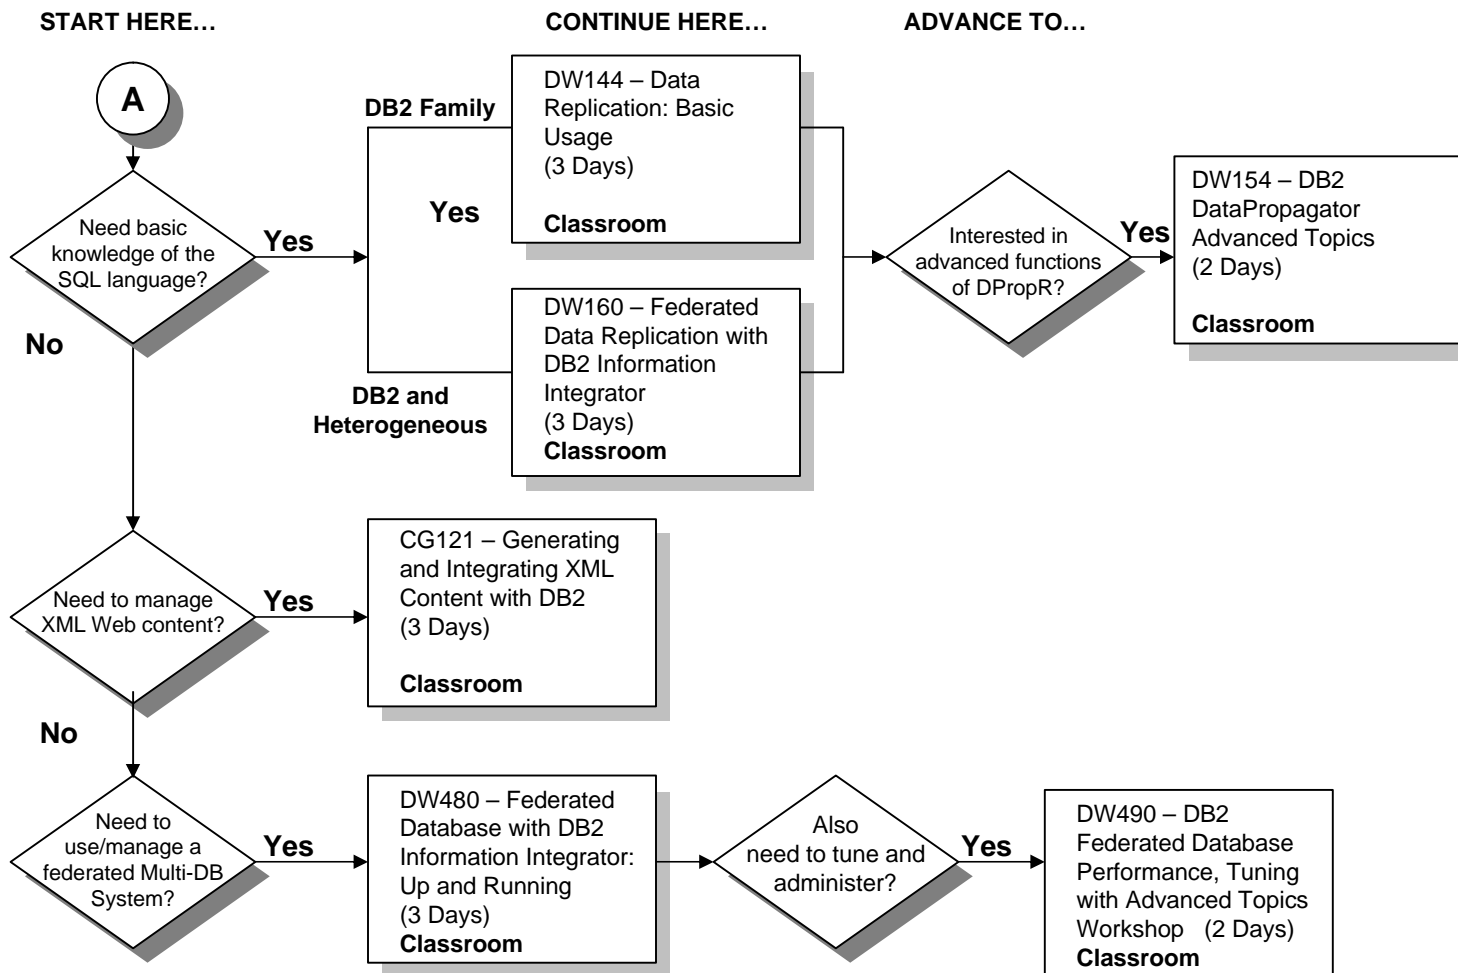 START HERE…
CONTINUE HERE…
ADVANCE TO…
A
Need basic
knowledge of the
SQL language?
Yes
No
DB2 Family
Yes
DB2 and
Heterogeneous
DW144 – Data
Replication: Basic
Usage
(3 Days)
Classroom
DW160 – Federated
Data Replication with
DB2 Information
Integrator
(3 Days)
Classroom
Interested in
advanced functions
of DPropR?
Yes
DW154 – DB2
DataPropagator
Advanced Topics
(2 Days)
Classroom
Need to manage
XML Web content?
Yes
No
CG121 – Generating
and Integrating XML
Content with DB2
(3 Days)
Classroom
Need to
use/manage a
federated Multi-DB
System?
Yes
DW480 – Federated
Database with DB2
Information Integrator:
Up and Running
(3 Days)
Classroom
Also
need to tune and
administer?
Yes
DW490 – DB2
Federated Database
Performance, Tuning
with Advanced Topics
Workshop (2 Days)
Classroom